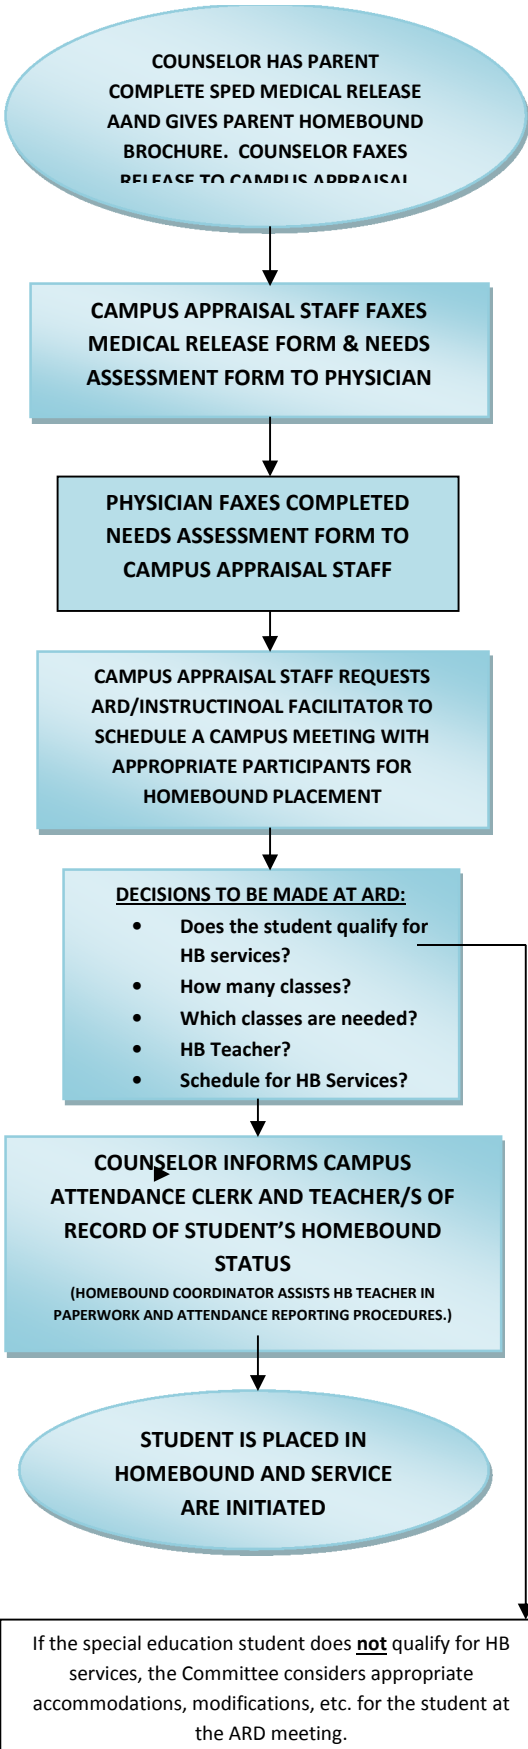 COUNSELOR HAS PARENT
COMPLETE SPED MEDICAL RELEASE
AAND GIVES PARENT HOMEBOUND
BROCHURE.  COUNSELOR FAXES
RELEASE TO CAMPUS APPRAISAL
CAMPUS APPRAISAL STAFF FAXES
MEDICAL RELEASE FORM & NEEDS
ASSESSMENT FORM TO PHYSICIAN
PHYSICIAN FAXES COMPLETED
NEEDS ASSESSMENT FORM TO
CAMPUS APPRAISAL STAFF
CAMPUS APPRAISAL STAFF REQUESTS
ARD/INSTRUCTINOAL FACILITATOR TO
SCHEDULE A CAMPUS MEETING WITH
APPROPRIATE PARTICIPANTS FOR
HOMEBOUND PLACEMENT
DECISIONS TO BE MADE AT ARD:
• Does the student qualify for
HB services?
• How many classes?
• Which classes are needed?
• HB Teacher?
• Schedule for HB Services?
COUNSELOR INFORMS CAMPUS
ATTENDANCE CLERK AND TEACHER/S OF
RECORD OF STUDENT'S HOMEBOUND
STATUS
(HOMEBOUND COORDINATOR ASSISTS HB TEACHER IN
PAPERWORK AND ATTENDANCE REPORTING PROCEDURES.)
STUDENT IS PLACED IN
HOMEBOUND AND SERVICE
ARE INITIATED
If the special education student does not qualify for HB
services, the Committee considers appropriate
accommodations, modifications, etc. for the student at
the ARD meeting.